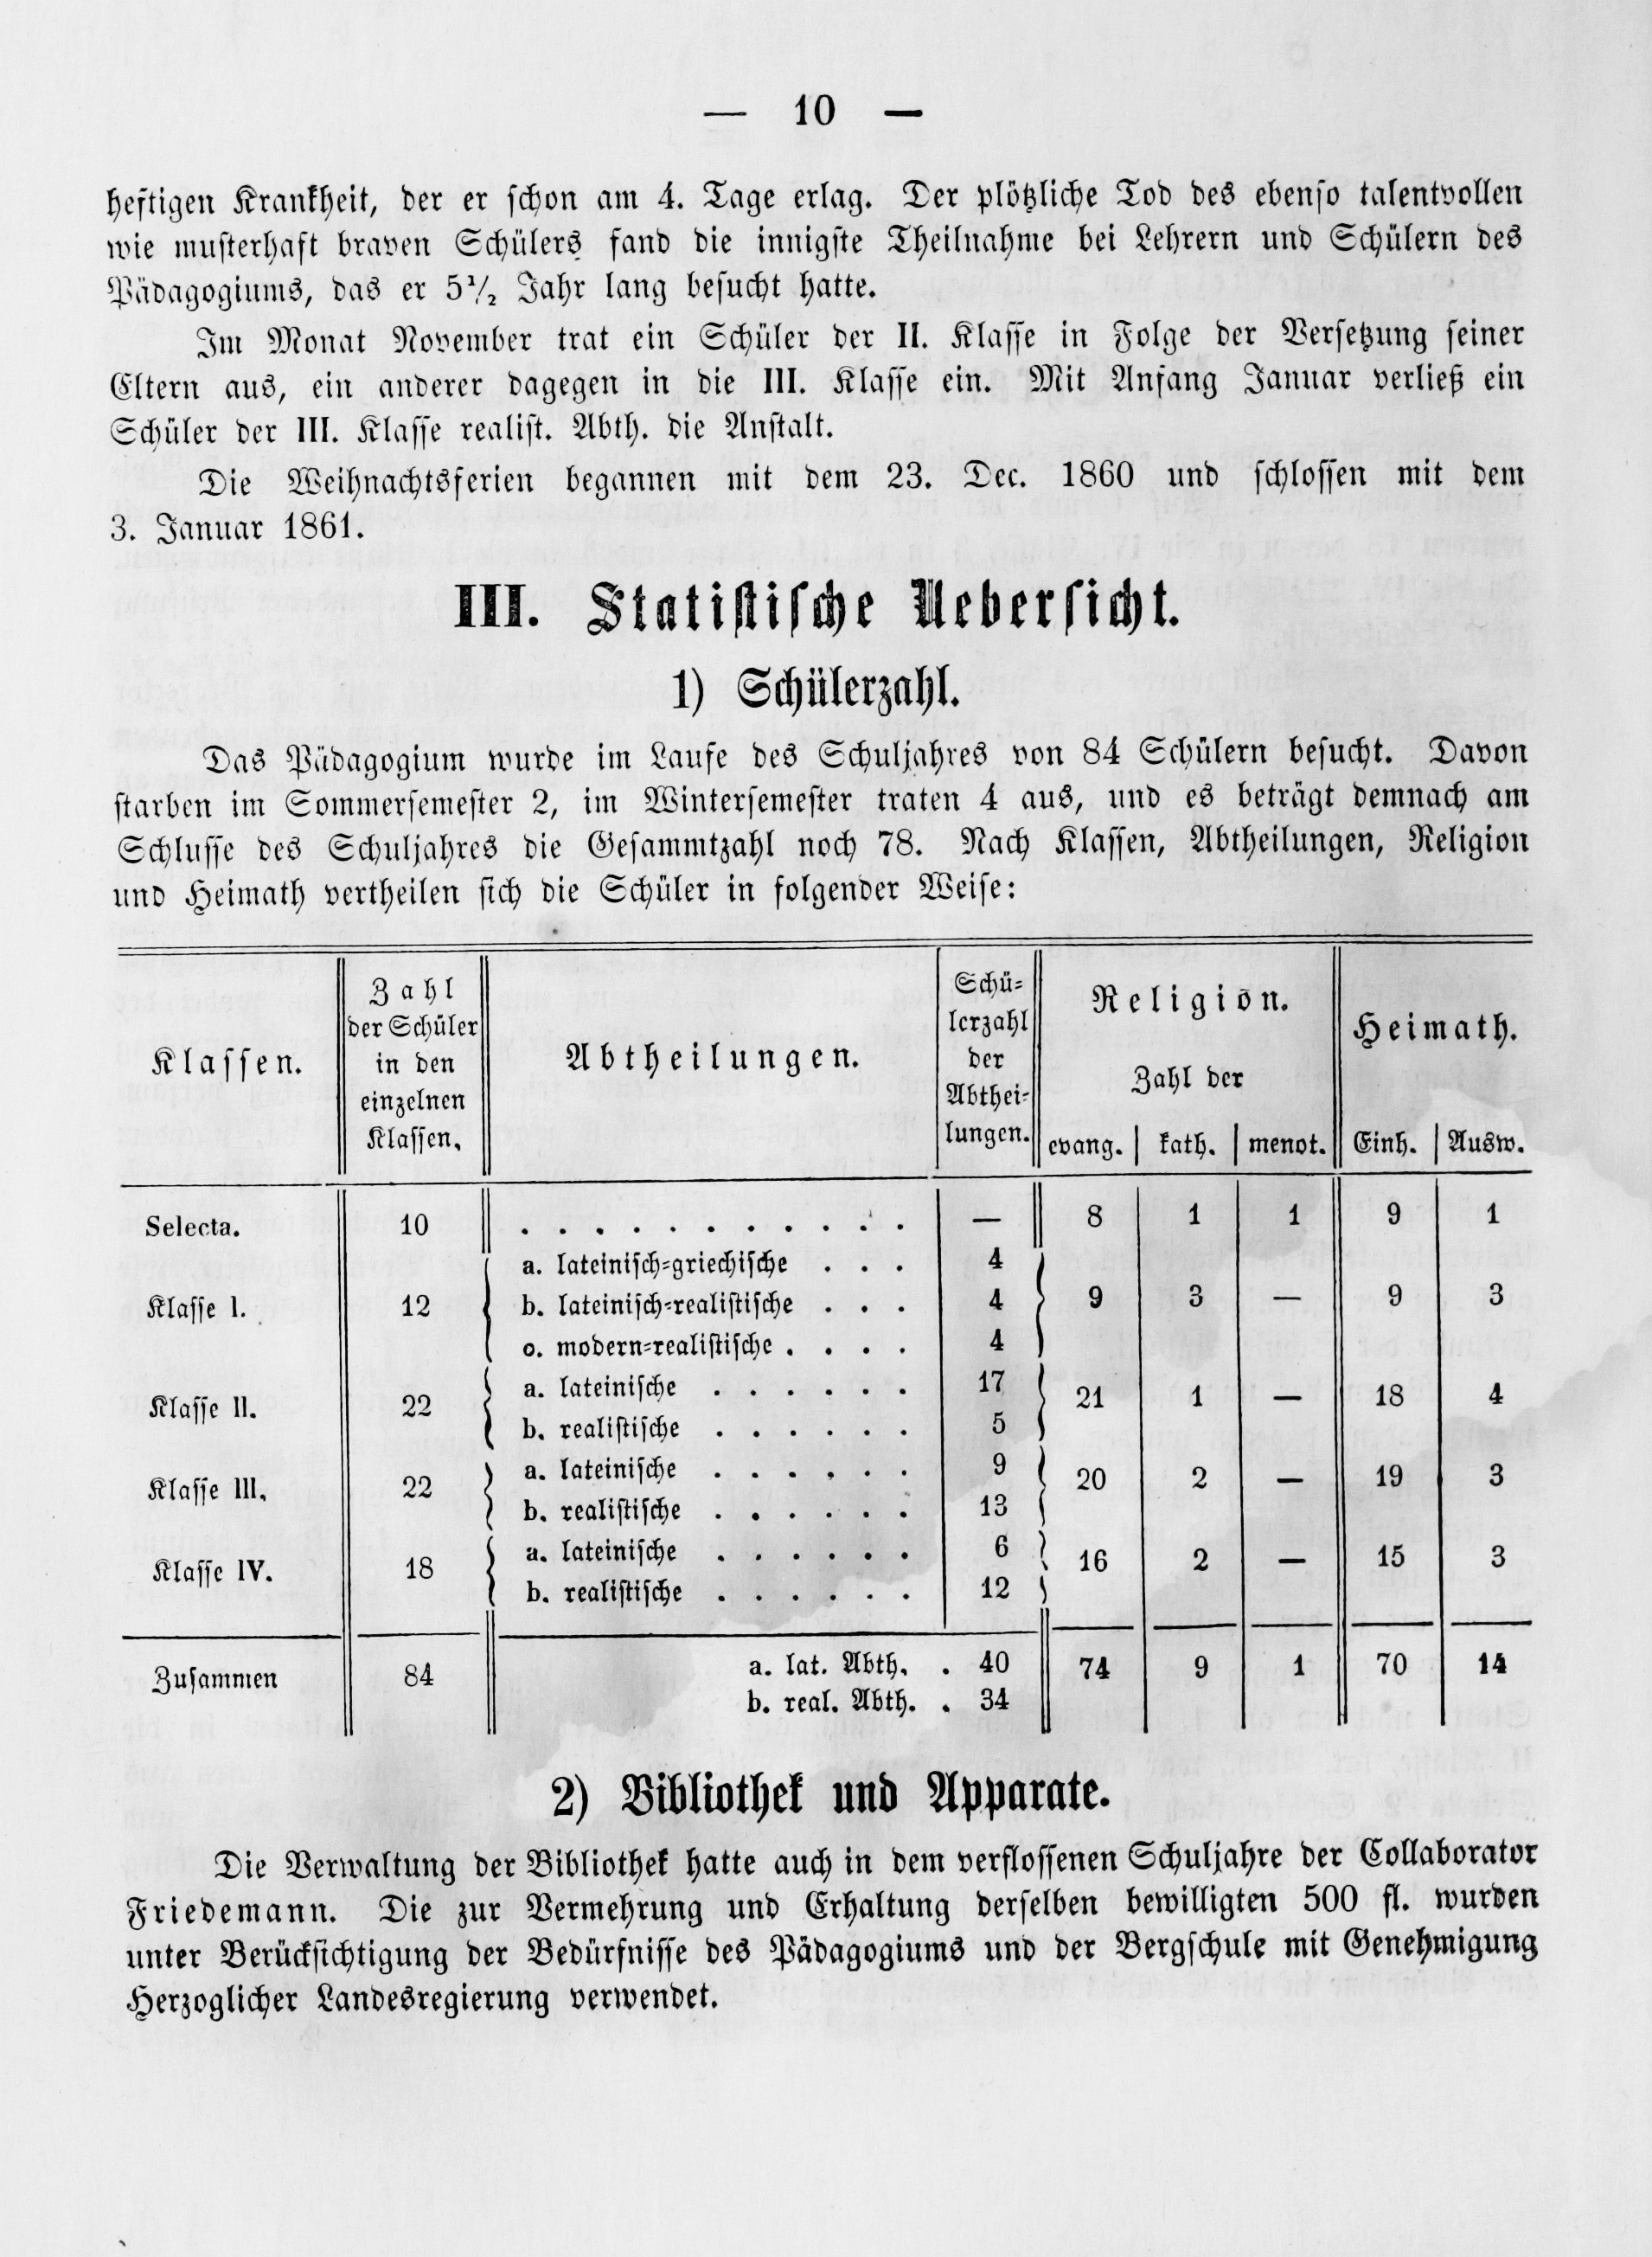 — 10 —
heftigen Krankheit, der er schon am 4. Tage erlag. Der plötzliche Tod des ebenso talentvollen
wie musterhaft braven Schülers fand die innigste Theilnahme bei Lehrern und Schülern des
Pädagogiums, das er 5½ Jahr lang besucht hatte.
Im Monat November trat ein Schüler der II. Klasse in Folge der Versetzung seiner
Eltern aus, ein anderer dagegen in die III. Klasse ein. Mit Anfang Januar verließ ein
Schüler der III. Klasse realist. Abth. die Anstalt.
Die Weihnachtsferien begannen mit dem 23. Dec. 1860 und schlossen mit dem
3. Januar 1861.
III. Statistische Uebersicht.
1) Schülerzahl.
Das Pädagogium wurde im Laufe des Schuljahres von 84 Schülern besucht. Davon
starben im Sommersemester 2, im Wintersemester traten 4 aus, und es beträgt demnach am
Schlusse des Schuljahres die Gesammtzahl noch 78. Nach Klassen, Abtheilungen, Religion
und Heimath vertheilen sich die Schüler in folgender Weise:
Klassen.
Zahl
der Schüler
in den
einzelnen
Klassen.
Abtheilungen.
Schü-
lerzahl
der
Abthei-
lungen.
Religion.
Zahl der
evang. kath. menot.
Heimath.
Einh. Ausw.
Selecta. 10 . . . . . . . . . . . — 8 1 1 9 1
a. lateinisch-griechische . . . 4
Klasse I. 12 b. lateinisch-realistische . . . 4 9 3 — 9 3
c. modern-realistische . . . . 4
a. lateinische . . . . . . 17
Klasse II. 22 21 1 — 18 4
b. realistische . . . . . . 5
a. lateinische . . . . . . 9
Klasse III. 22 20 2 — 19 3
b. realistische . . . . . . 13
a. lateinische . . . . . . 6
Klasse IV. 18 16 2 — 15 3
b. realistische . . . . . . 12
Zusammen 84 a. lat. Abth. . 40 74 9 1 70 14
b. real. Abth. . 34
2) Bibliothek und Apparate.
Die Verwaltung der Bibliothek hatte auch in dem verflossenen Schuljahre der Collaborator
Friedemann. Die zur Vermehrung und Erhaltung derselben bewilligten 500 fl. wurden
unter Berücksichtigung der Bedürfnisse des Pädagogiums und der Bergschule mit Genehmigung
Herzoglicher Landesregierung verwendet.